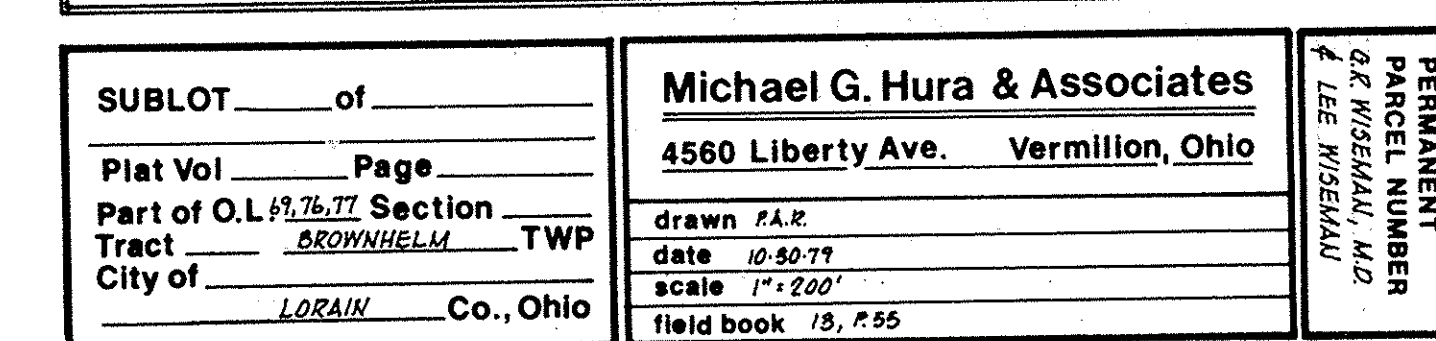 SUBLOT of
Plat Vol Page
Part of O.L. 69,76,77 Section
Tract BROWNHELM TWP
City of
LORAIN Co., Ohio
Michael G. Hura & Associates
4560 Liberty Ave. Vermilion, Ohio
drawn P.A.R.
date 10·30·79
scale 1"=200'
field book 13, P.55
PERMANENT
PARCEL NUMBER
G.R. WISEMAN, M.D.
& LEE WISEMAN